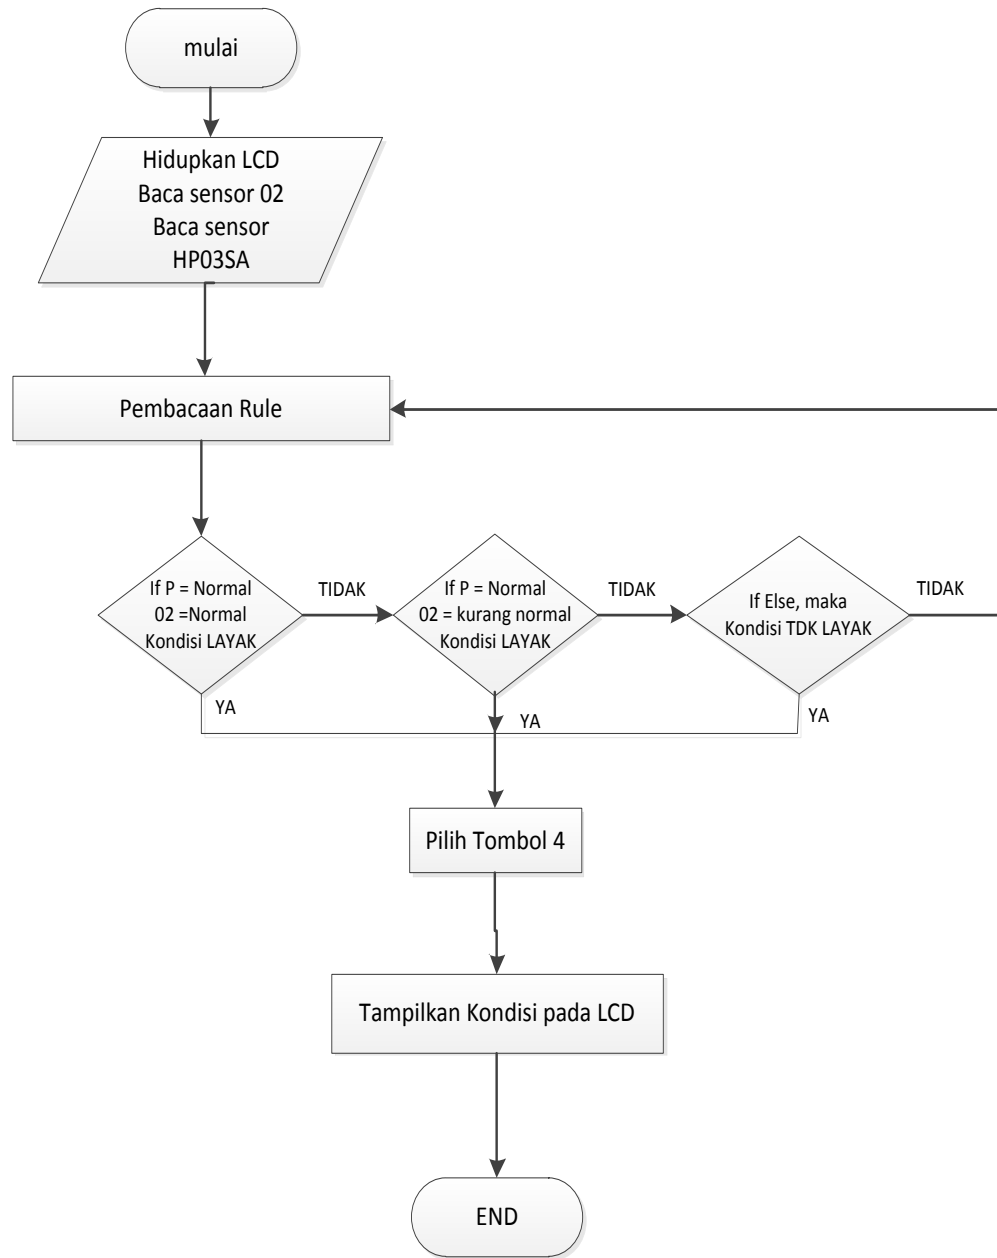 mulai
Hidupkan LCD
Baca sensor 02
Baca sensor
HP03SA
Pembacaan Rule
If P = Normal
02 =Normal
Kondisi LAYAK
TIDAK
If P = Normal
02 = kurang normal
Kondisi LAYAK
TIDAK
If Else, maka
Kondisi TDK LAYAK
TIDAK
YA
YA
YA
Pilih Tombol 4
Tampilkan Kondisi pada LCD
END